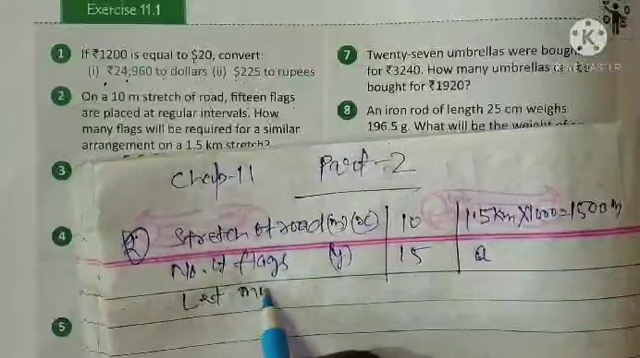 Exercise 11.1
1 If ₹1200 is equal to $20, convert:
(i) ₹24,960 to dollars (ii) $225 to rupees
2 On a 10 m stretch of road, fifteen flags
are placed at regular intervals. How
many flags will be required for a similar
arrangement on a 1.5 km stretch?
3
4
5
7 Twenty-seven umbrellas were
for ₹3240. How many umbrellas
bought for ₹1920?
8 An iron rod of length 25 cm weighs
196.5 g. What will be the weight of
K
Chap-11 Part-2
Stretch of road(m)(x) 10 1.5km×1000=1500m
No. of flags (y) 15 a
Let